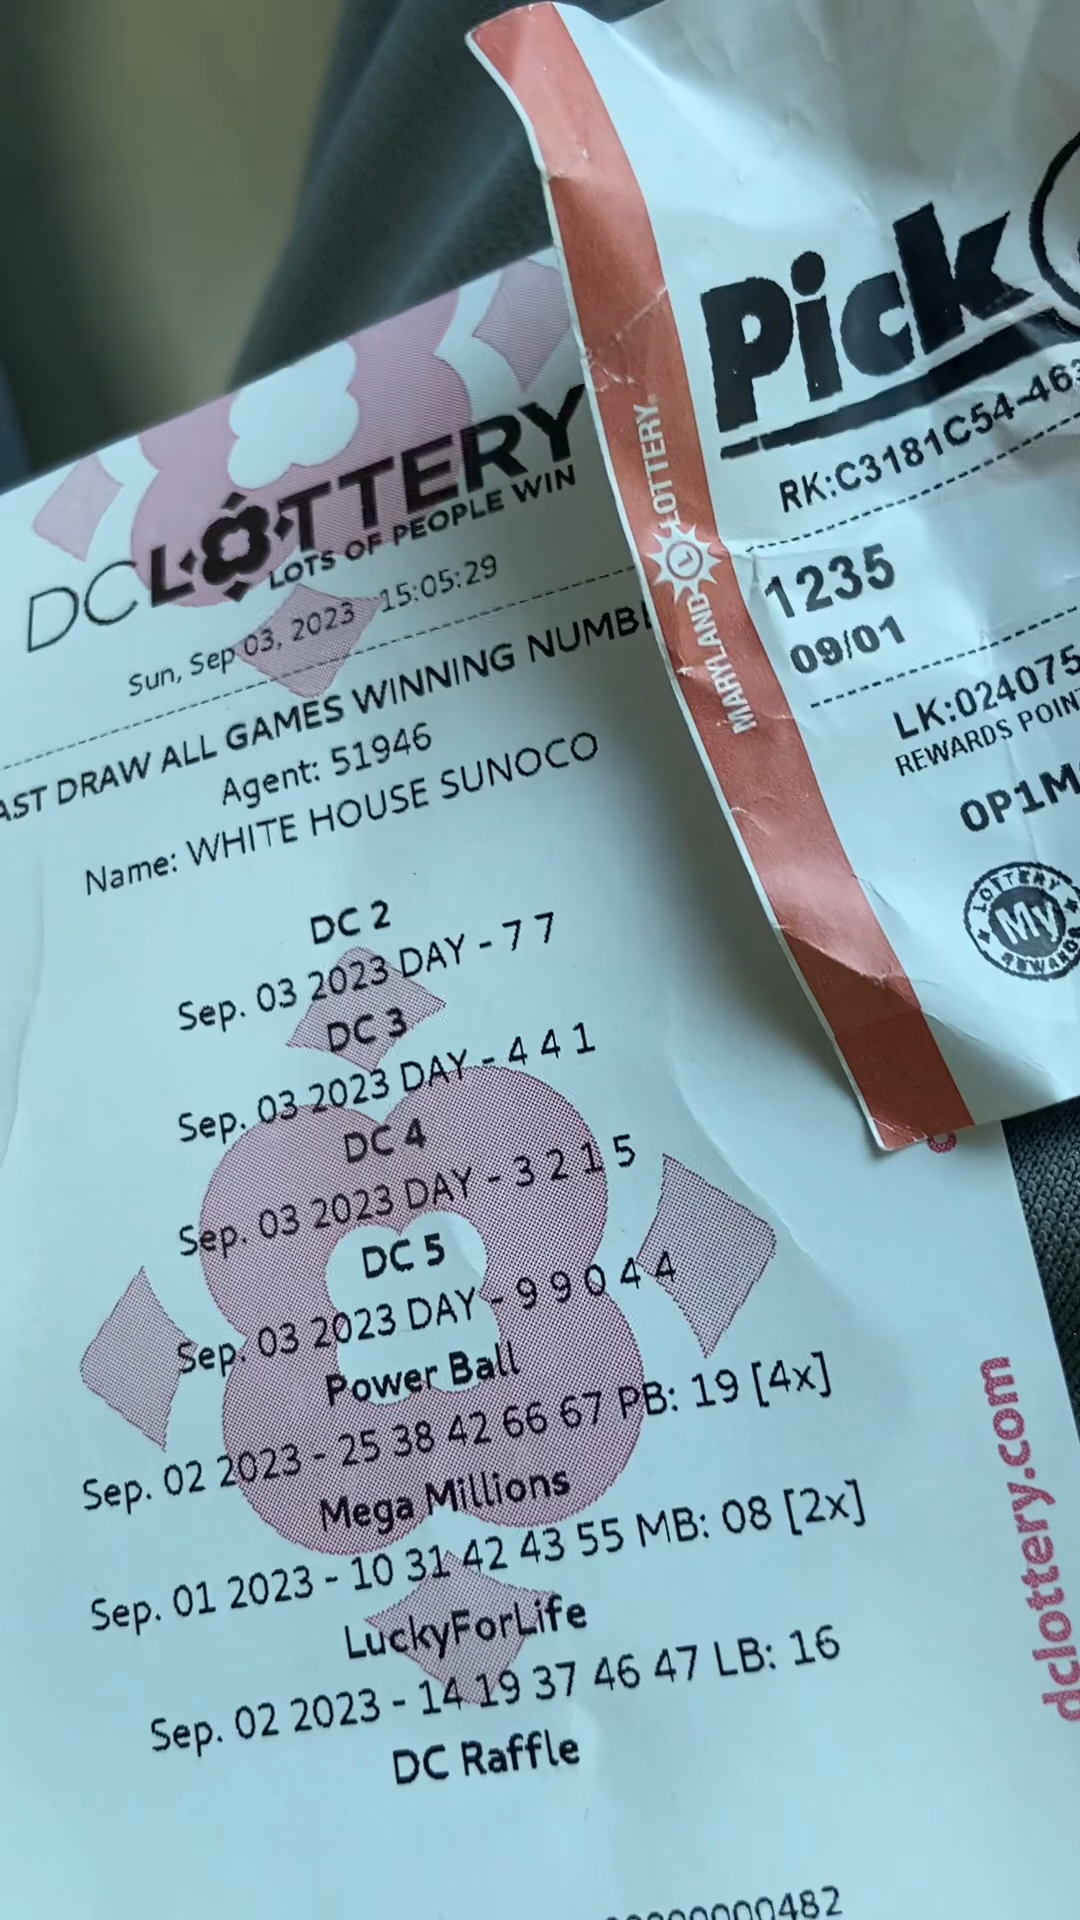 DC LOTTERY
LOTS OF PEOPLE WIN
Sun, Sep 03, 2023 15:05:29
AST DRAW ALL GAMES WINNING NUMBE
Agent: 51946
Name: WHITE HOUSE SUNOCO
DC 2
Sep. 03 2023 DAY - 7 7
DC 3
Sep. 03 2023 DAY - 4 4 1
DC 4
Sep. 03 2023 DAY - 3 2 1 5
DC 5
Sep. 03 2023 DAY - 9 9 0 4 4
Power Ball
Sep. 02 2023 - 25 38 42 66 67 PB: 19 [4x]
Mega Millions
Sep. 01 2023 - 10 31 42 43 55 MB: 08 [2x]
LuckyForLife
Sep. 02 2023 - 14 19 37 46 47 LB: 16
DC Raffle
dclottery.com
MARYLAND LOTTERY.
Pick
RK:C3181C54-463
1235
09/01
LK:024075
REWARDS POINT
OP1M
LOTTERY
My
REWARDS